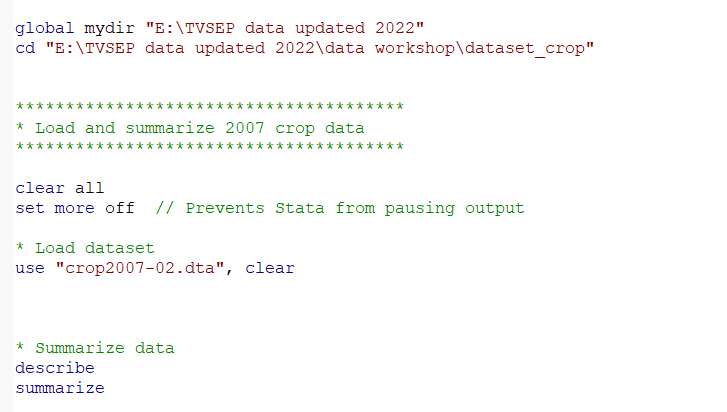 global mydir "E:\TVSEP data updated 2022"
cd "E:\TVSEP data updated 2022\data workshop\dataset_crop"
***************************************
* Load and summarize 2007 crop data
***************************************
clear all
set more off  // Prevents Stata from pausing output
* Load dataset
use "crop2007-02.dta", clear
* Summarize data
describe
summarize